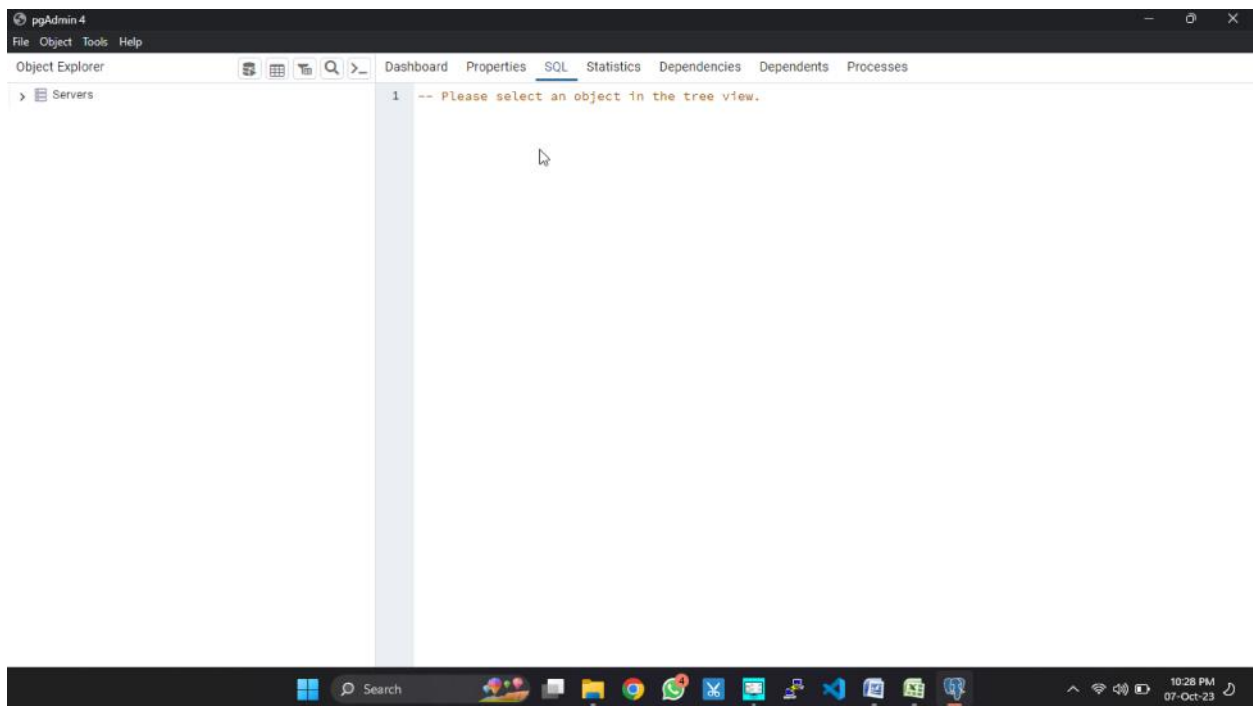 pgAdmin 4
File Object Tools Help
Object Explorer
Dashboard Properties SQL Statistics Dependencies Dependents Processes
Servers
1 -- Please select an object in the tree view.
Search
4
10:28 PM
07-Oct-23